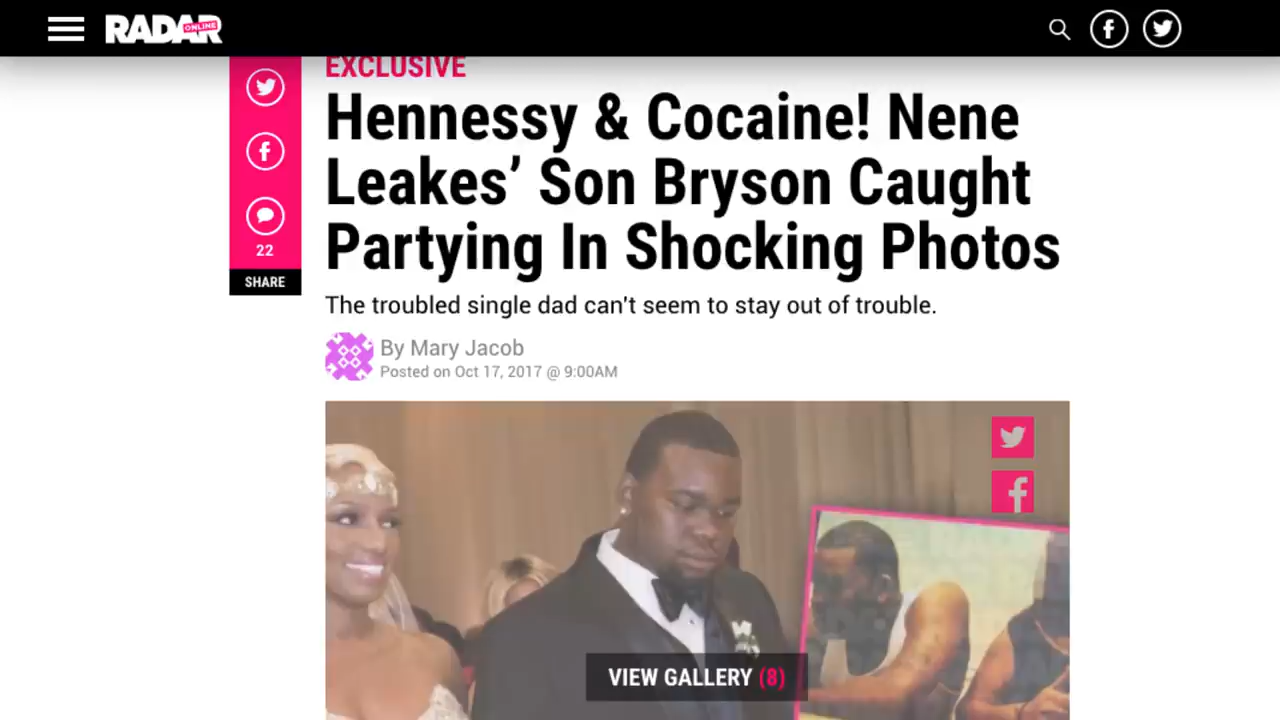 RADAR ONLINE
EXCLUSIVE
Hennessy & Cocaine! Nene
Leakes’ Son Bryson Caught
Partying In Shocking Photos
The troubled single dad can't seem to stay out of trouble.
By Mary Jacob
Posted on Oct 17, 2017 @ 9:00AM
22
SHARE
VIEW GALLERY (8)